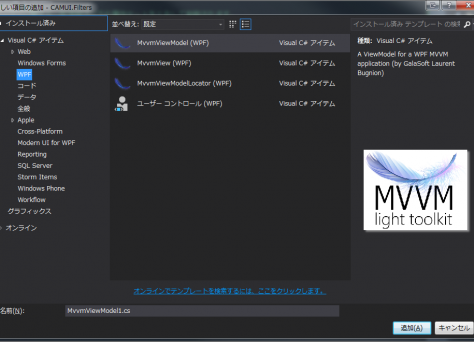 しい項目の追加 - CAMUI.Filters
インストール済み
並べ替え: 既定
インストール済み テンプレート の検索
Visual C# アイテム
Web
Windows Forms
WPF
コード
データ
全般
Apple
Cross-Platform
Modern UI for WPF
Reporting
SQL Server
Storm Items
Windows Phone
Workflow
グラフィックス
オンライン
MvvmViewModel (WPF) Visual C# アイテム
MvvmView (WPF) Visual C# アイテム
MvvmViewModelLocator (WPF) Visual C# アイテム
ユーザー コントロール (WPF) Visual C# アイテム
種類: Visual C# アイテム
A ViewModel for a WPF MVVM
application (by GalaSoft Laurent
Bugnion)
MVVM
light toolkit
オンラインでテンプレートを検索するには、ここをクリックします。
名前(N): MvvmViewModel1.cs
追加(A) キャンセル